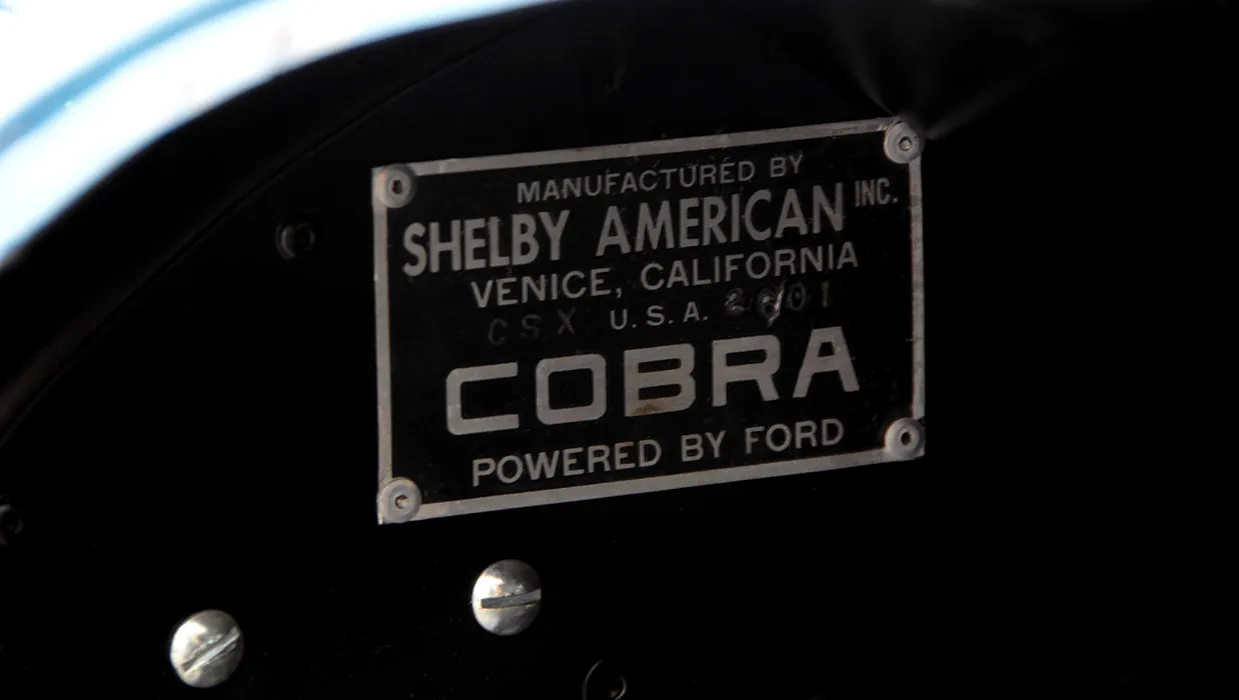 MANUFACTURED BY
SHELBY AMERICAN INC.
VENICE, CALIFORNIA
CSX U.S.A.
COBRA
POWERED BY FORD